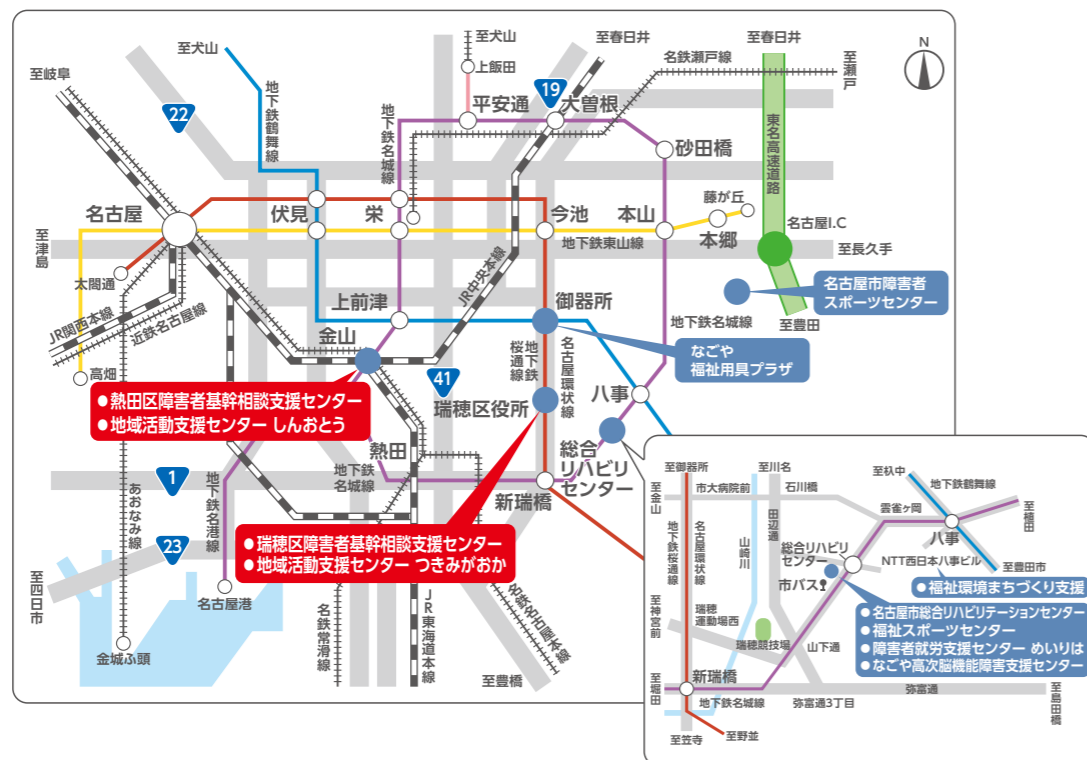 至犬山
至春日井
至春日井
N
至犬山
上飯田
名鉄瀬戸線
至瀬戸
至岐阜
22
地下鉄鶴舞線
地下鉄名城線
平安通
19
大曽根
砂田橋
東名高速道路
藤が丘
名古屋
伏見
栄
今池
本山
本郷
名古屋I.C
至津島
地下鉄東山線
至長久手
太閤通
JR中央本線
名古屋市障害者
スポーツセンター
上前津
御器所
地下鉄名城線
至豊田
JR関西本線
近鉄名古屋線
金山
地下鉄
桜通線
名古屋環状線
なごや
福祉用具プラザ
高畑
41
八事
●熱田区障害者基幹相談支援センター
●地域活動支援センター しんおとう
瑞穂区役所
熱田
総合
リハビリ
センター
地下鉄
名城線
新瑞橋
1
あおなみ線
地下鉄名港線
●瑞穂区障害者基幹相談支援センター
●地域活動支援センター つきみがおか
23
至四日市
名古屋港
名鉄常滑線
JR東海道本線
名鉄名古屋本線
金城ふ頭
至豊橋
至御器所
至川名
至杁中
至金山
市大病院前
石川橋
地下鉄鶴舞線
雲雀ヶ岡
至植田
地下鉄桜通線
名古屋環状線
山崎川
田辺通
八事
総合リハビリ
センター
NTT西日本八事ビル
至豊田市
市バス
●福祉環境まちづくり支援
至神宮前
瑞穂
運動場西
●名古屋市総合リハビリテーションセンター
●福祉スポーツセンター
●障害者就労支援センター めいりは
●なごや高次脳機能障害支援センター
瑞穂競技場
山下通
新瑞橋
至堀田
地下鉄名城線
弥富通3丁目
弥富通
至島田橋
至笠寺
至野並